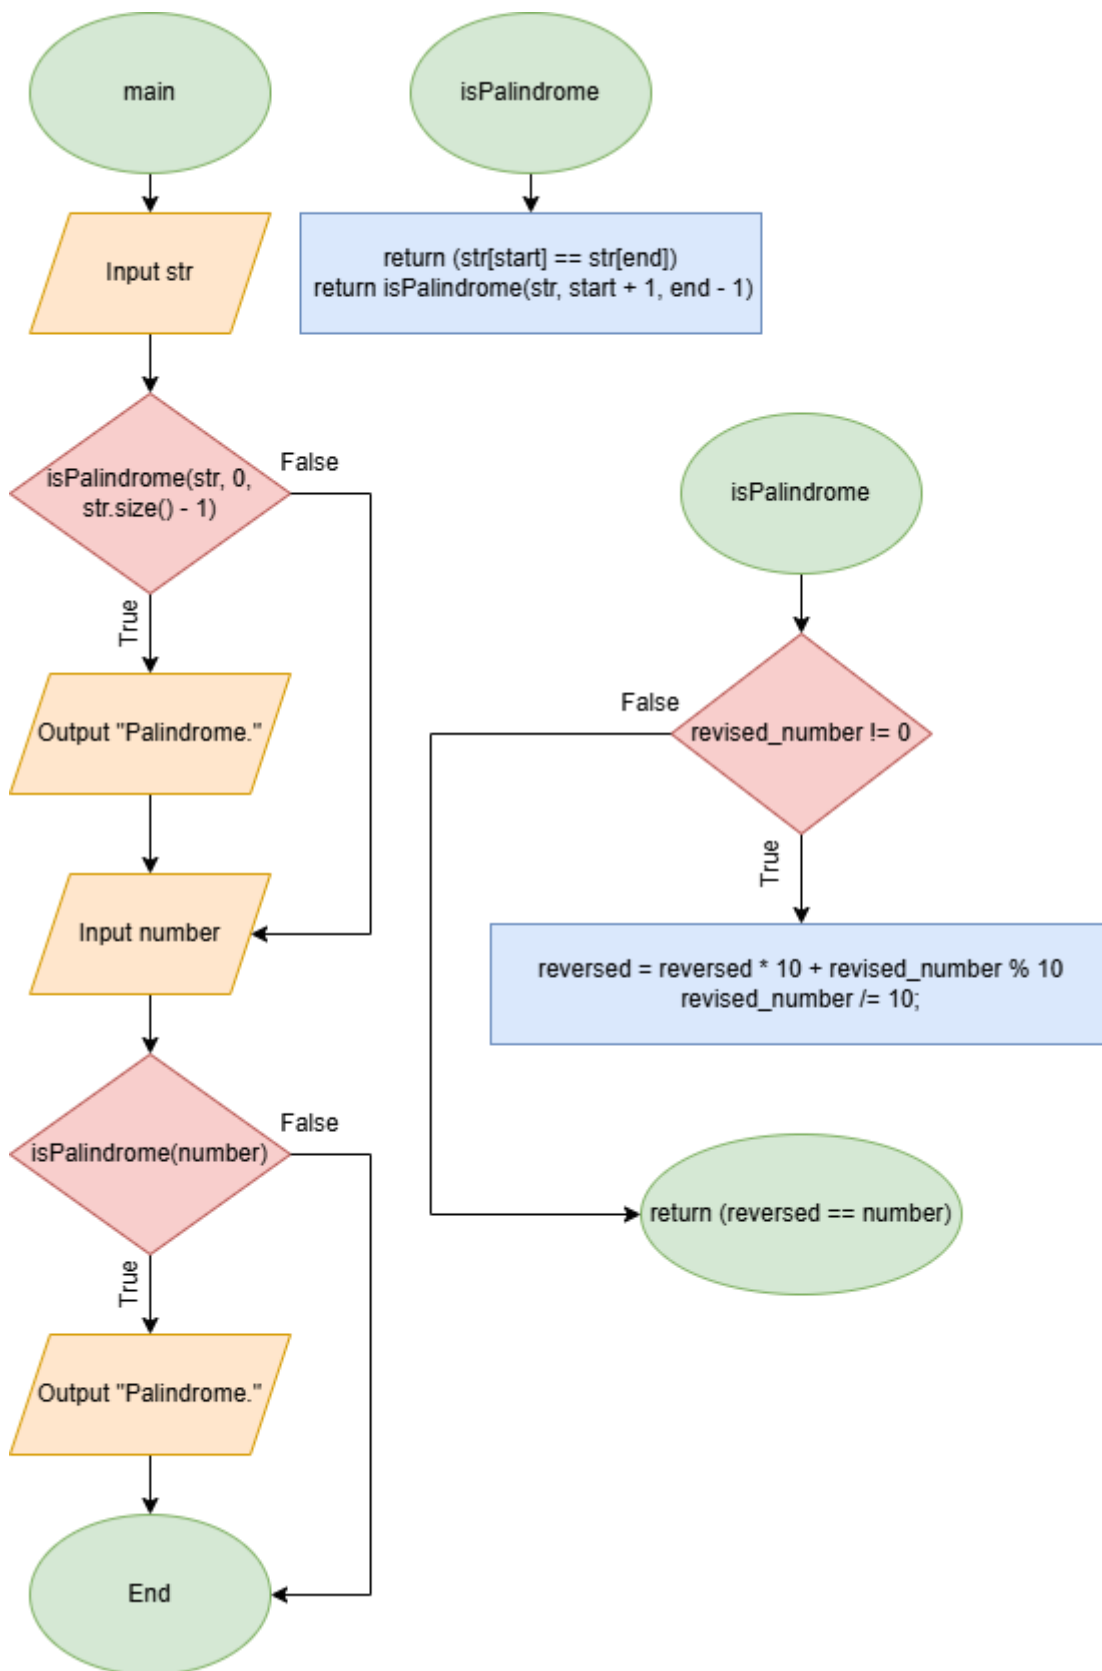 main
Input str
isPalindrome(str, 0,
str.size() - 1)
False
True
Output "Palindrome."
Input number
isPalindrome(number)
False
True
Output "Palindrome."
End
isPalindrome
return (str[start] == str[end])
return isPalindrome(str, start + 1, end - 1)
isPalindrome
False
revised_number != 0
True
reversed = reversed * 10 + revised_number % 10
revised_number /= 10;
return (reversed == number)